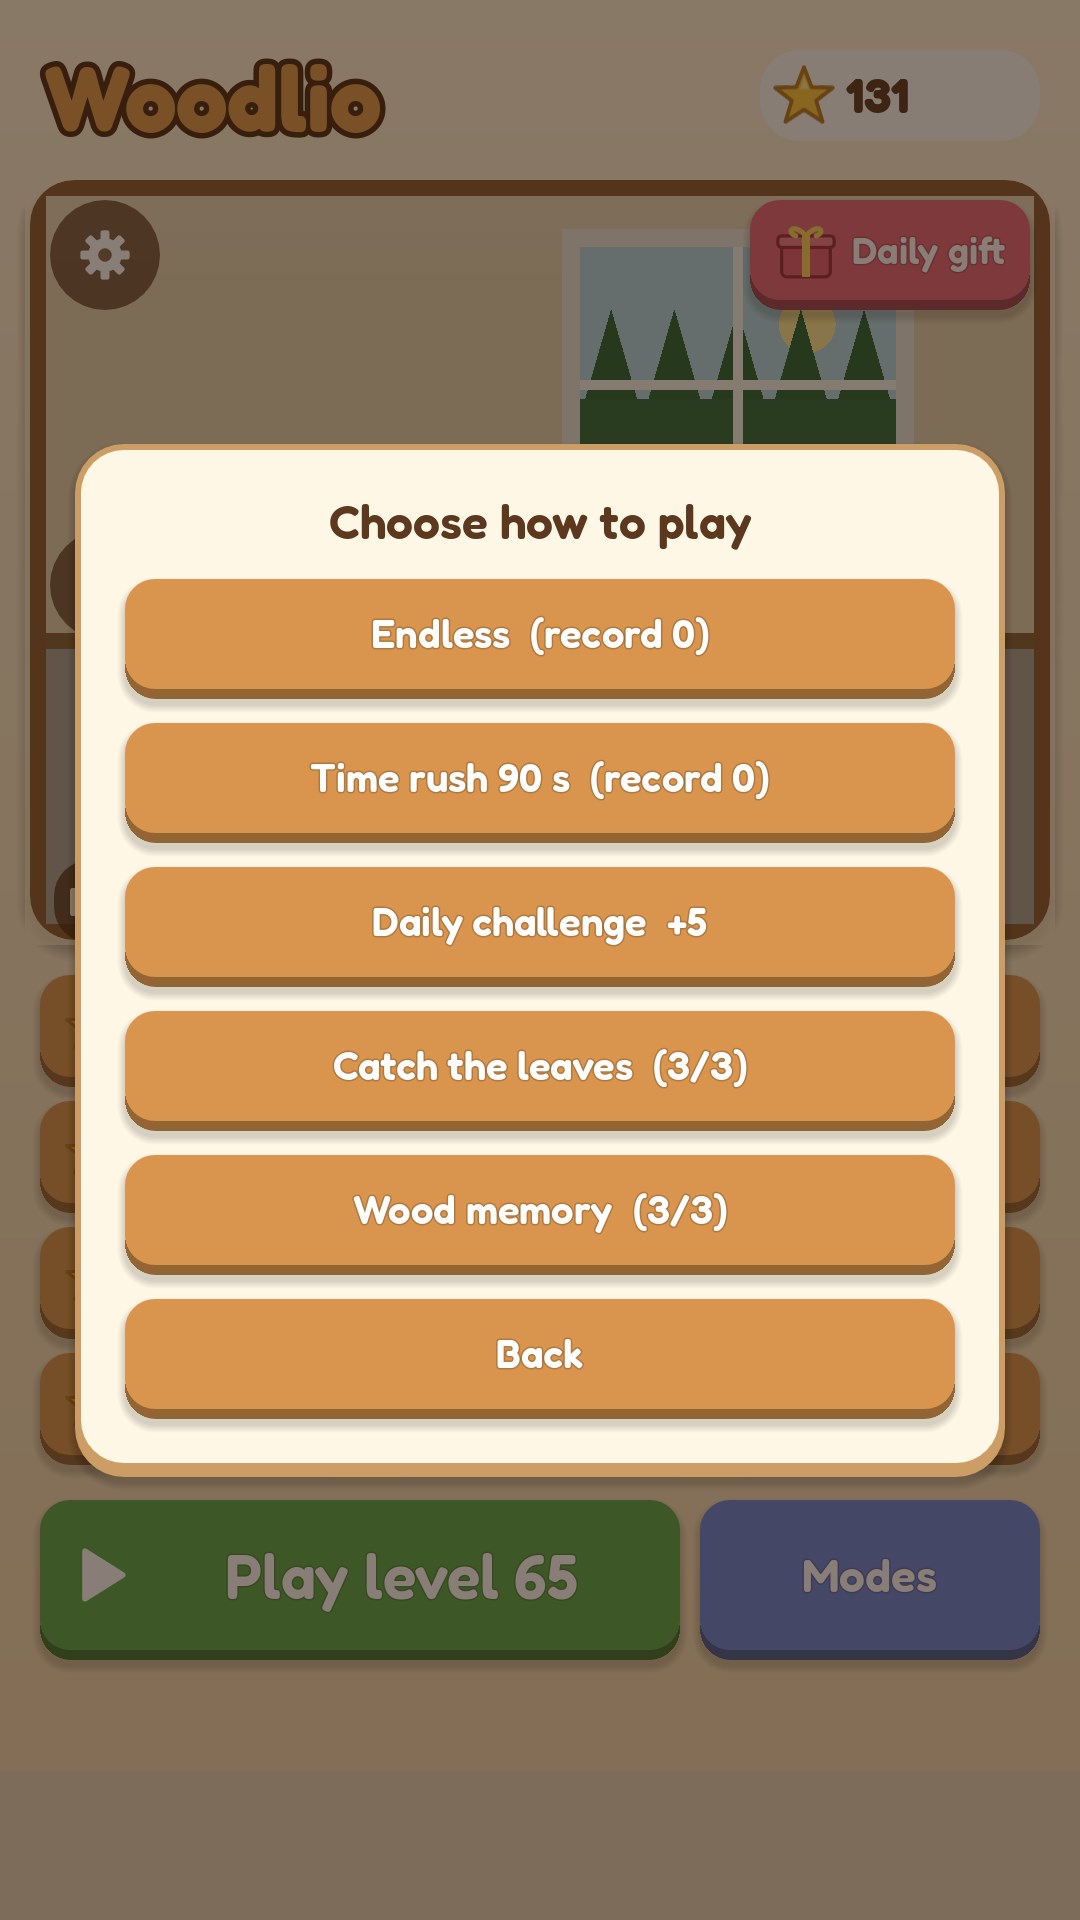 Woodlio
131
Daily gift
Choose how to play
Endless (record 0)
Time rush 90 s (record 0)
Daily challenge +5
Catch the leaves (3/3)
Wood memory (3/3)
Back
Play level 65
Modes